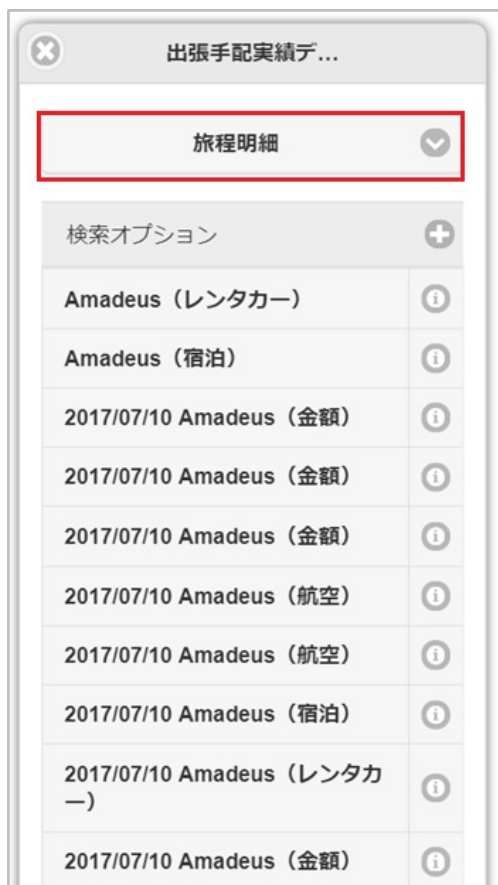 出張手配実績デ...
旅程明細
検索オプション
Amadeus（レンタカー）
Amadeus（宿泊）
2017/07/10 Amadeus（金額）
2017/07/10 Amadeus（金額）
2017/07/10 Amadeus（金額）
2017/07/10 Amadeus（航空）
2017/07/10 Amadeus（航空）
2017/07/10 Amadeus（宿泊）
2017/07/10 Amadeus（レンタカ
ー）
2017/07/10 Amadeus（金額）